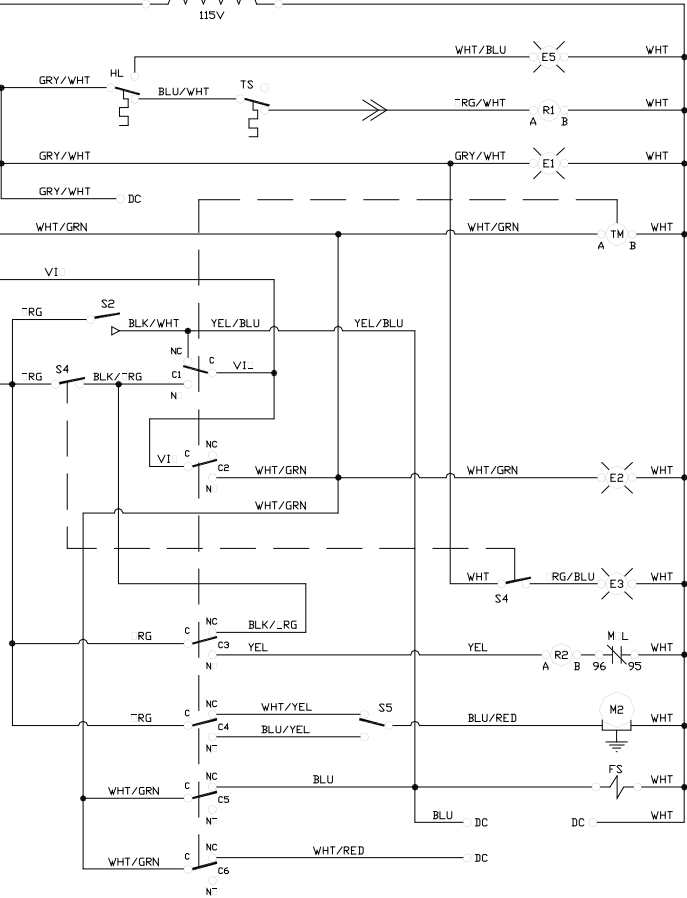 115V
WHT/BLU E5 WHT
HL
GRY/WHT
BLU/WHT
TS
RG/WHT R1 WHT
A B
GRY/WHT GRY/WHT E1 WHT
GRY/WHT DC
WHT/GRN WHT/GRN TM WHT
A B
VI
S2
RG
BLK/WHT YEL/BLU YEL/BLU
NC
C
C1
VI
RG S4 BLK/ RG
N
NC
C
VI
C2
WHT/GRN WHT/GRN E2 WHT
N
WHT/GRN
WHT RG/BLU E3 WHT
S4
NC
BLK/ RG
RG C
C3
YEL YEL R2 M L WHT
N
A B 96 95
NC
WHT/YEL
S5
M2
RG C
C4
BLU/YEL
BLU/RED WHT
N
FS
NC
BLU WHT
WHT/GRN C
C5
N
BLU DC DC WHT
NC
WHT/RED DC
WHT/GRN C
C6
N